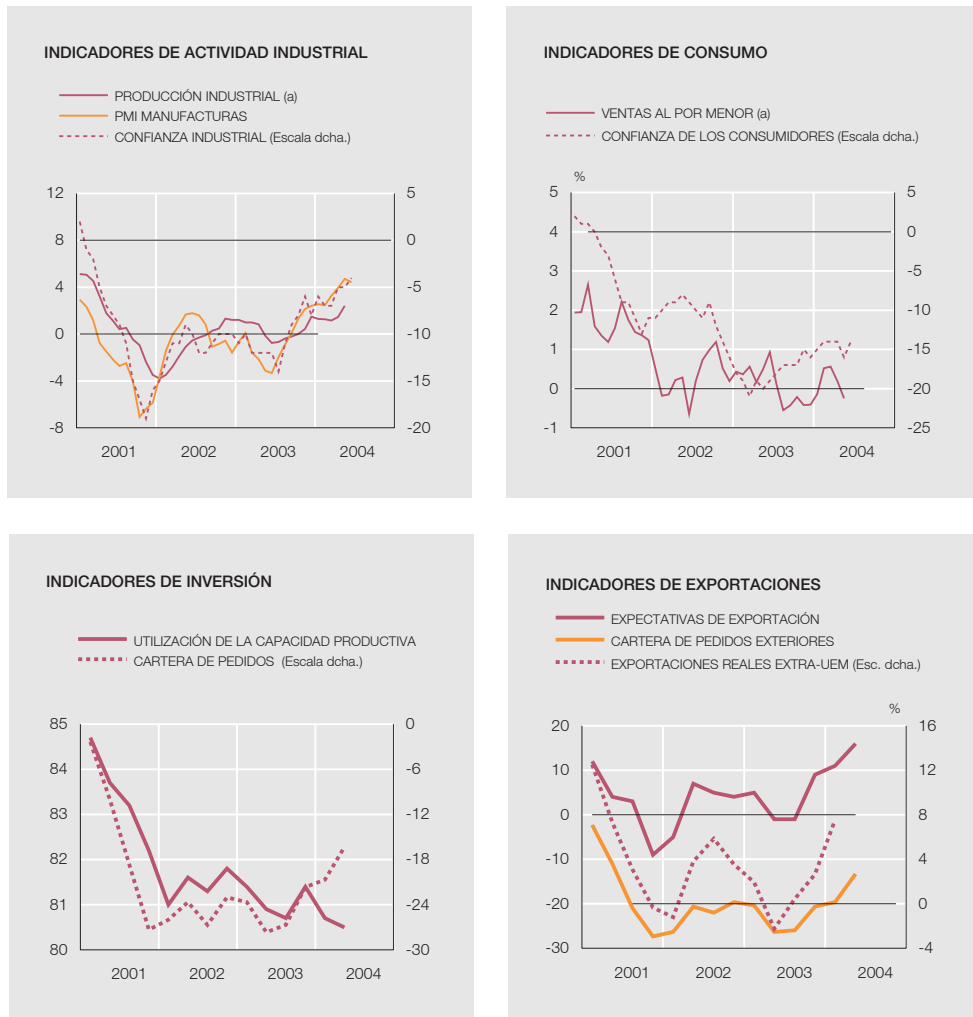 INDICADORES DE ACTIVIDAD INDUSTRIAL
PRODUCCIÓN INDUSTRIAL (a)
PMI MANUFACTURAS
CONFIANZA INDUSTRIAL (Escala dcha.)
12 5
8 0
4 -5
0 -10
-4 -15
-8 -20
2001 2002 2003 2004
INDICADORES DE CONSUMO
VENTAS AL POR MENOR (a)
CONFIANZA DE LOS CONSUMIDORES (Escala dcha.)
%
5 5
4 0
3 -5
2 -10
1 -15
0 -20
-1 -25
2001 2002 2003 2004
INDICADORES DE INVERSIÓN
UTILIZACIÓN DE LA CAPACIDAD PRODUCTIVA
CARTERA DE PEDIDOS (Escala dcha.)
85 0
84 -6
83 -12
82 -18
81 -24
80 -30
2001 2002 2003 2004
INDICADORES DE EXPORTACIONES
EXPECTATIVAS DE EXPORTACIÓN
CARTERA DE PEDIDOS EXTERIORES
EXPORTACIONES REALES EXTRA-UEM (Esc. dcha.)
%
20 16
10 12
0 8
-10 4
-20 0
-30 -4
2001 2002 2003 2004